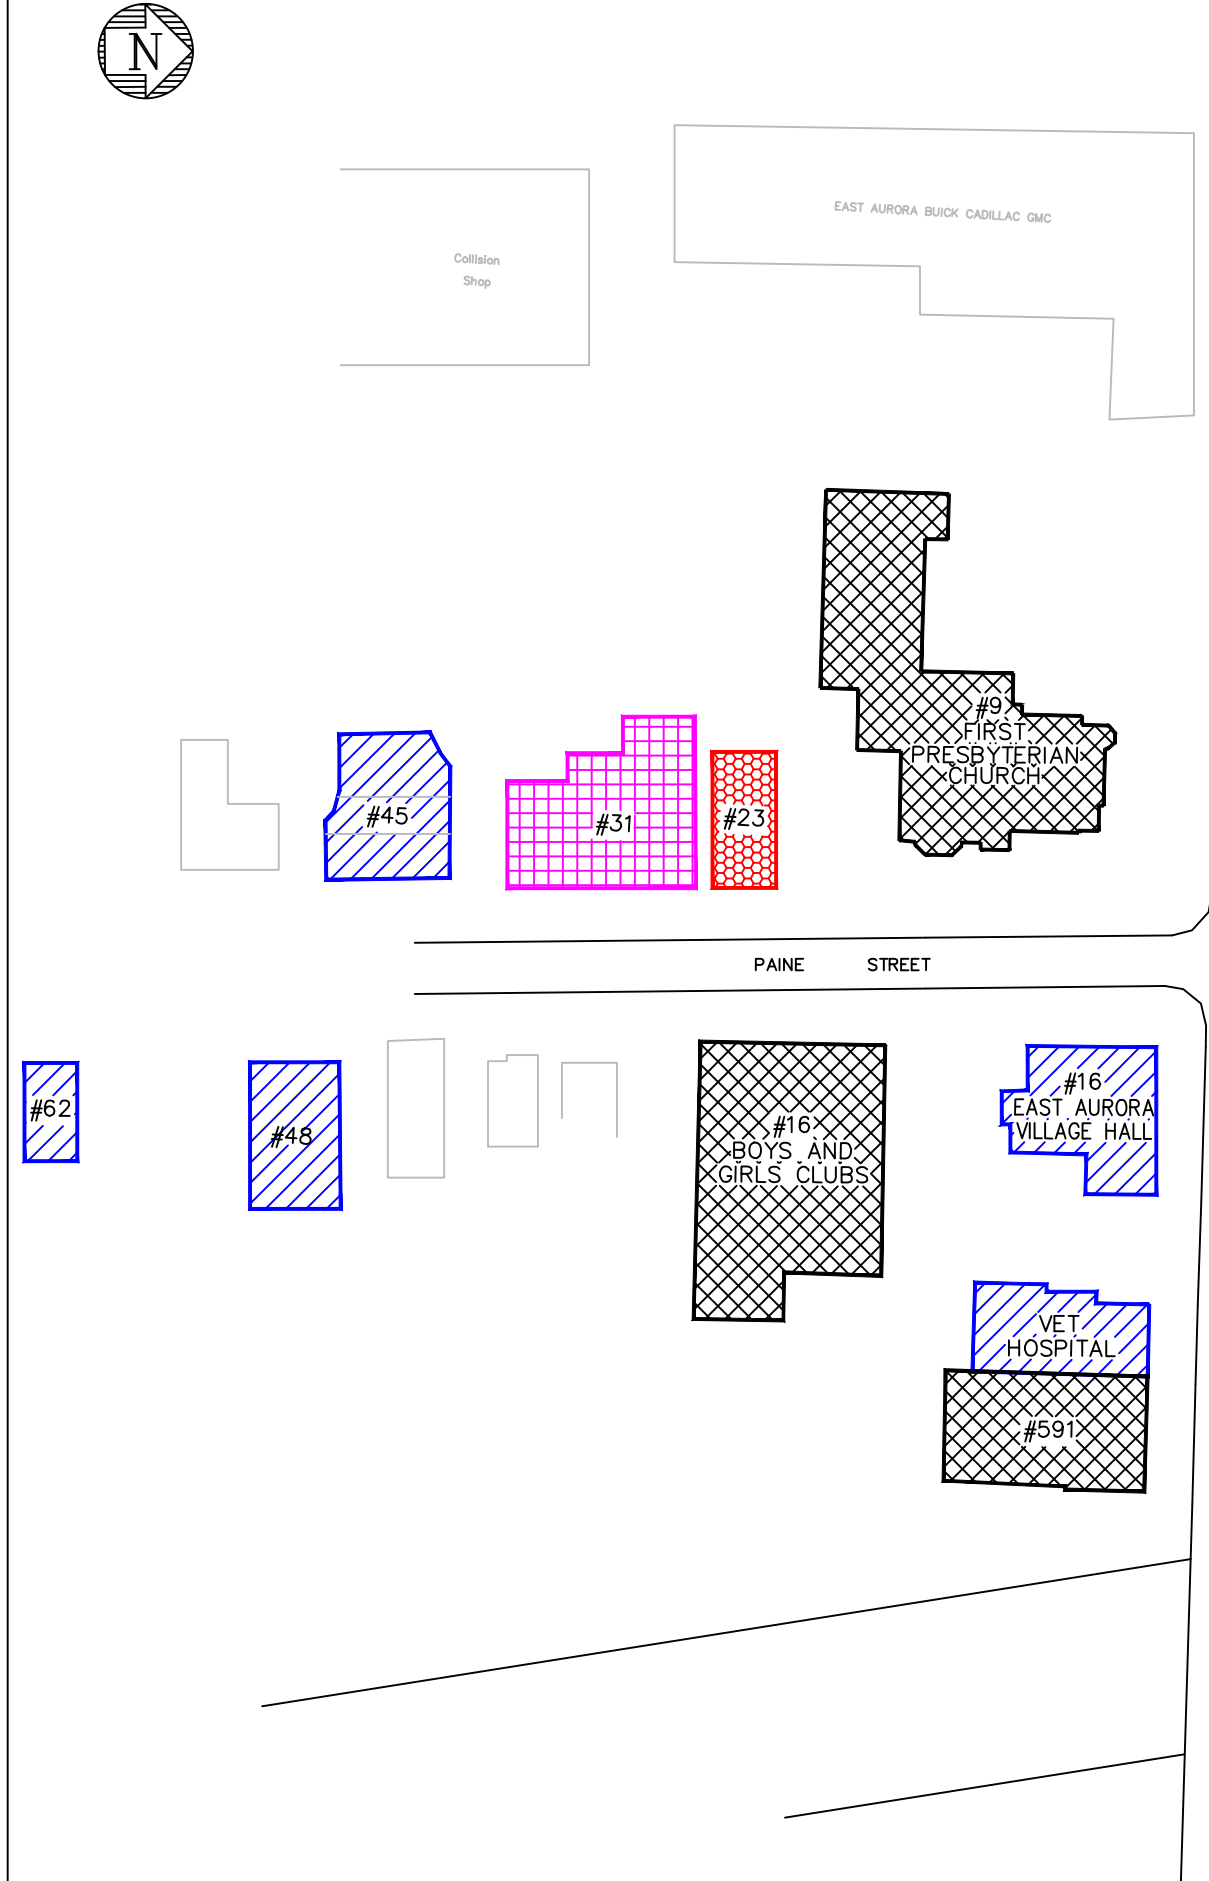 N
EAST AURORA BUICK CADILLAC GMC
Collision
Shop
#9
FIRST
PRESBYTERIAN
CHURCH
#45
#31
#23
PAINE STREET
#62
#48
#16
BOYS AND
GIRLS CLUBS
#16
EAST AURORA
VILLAGE HALL
VET
HOSPITAL
#591